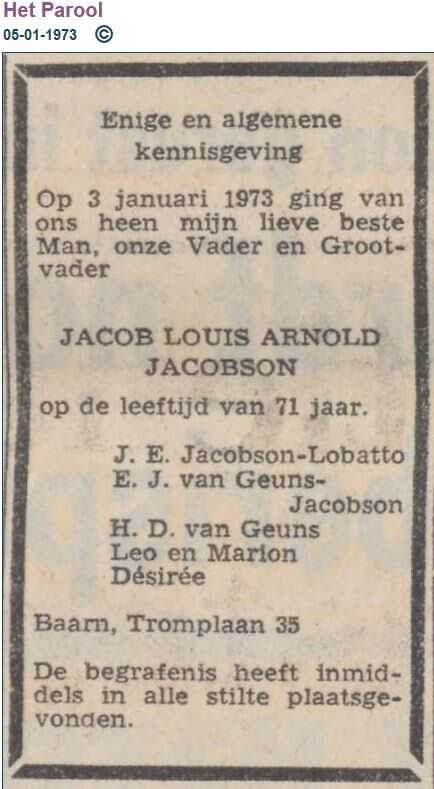 Het Parool
05-01-1973 ©
Enige en algemene
kennisgeving
Op 3 januari 1973 ging van
ons heen mijn lieve beste
Man, onze Vader en Groot-
vader
JACOB LOUIS ARNOLD
JACOBSON
op de leeftijd van 71 jaar.
J. E. Jacobson-Lobatto
E. J. van Geuns-
Jacobson
H. D. van Geuns
Leo en Marion
Désirée
Baarn, Tromplaan 35
De begrafenis heeft inmid-
dels in alle stilte plaatsge-
vonden.